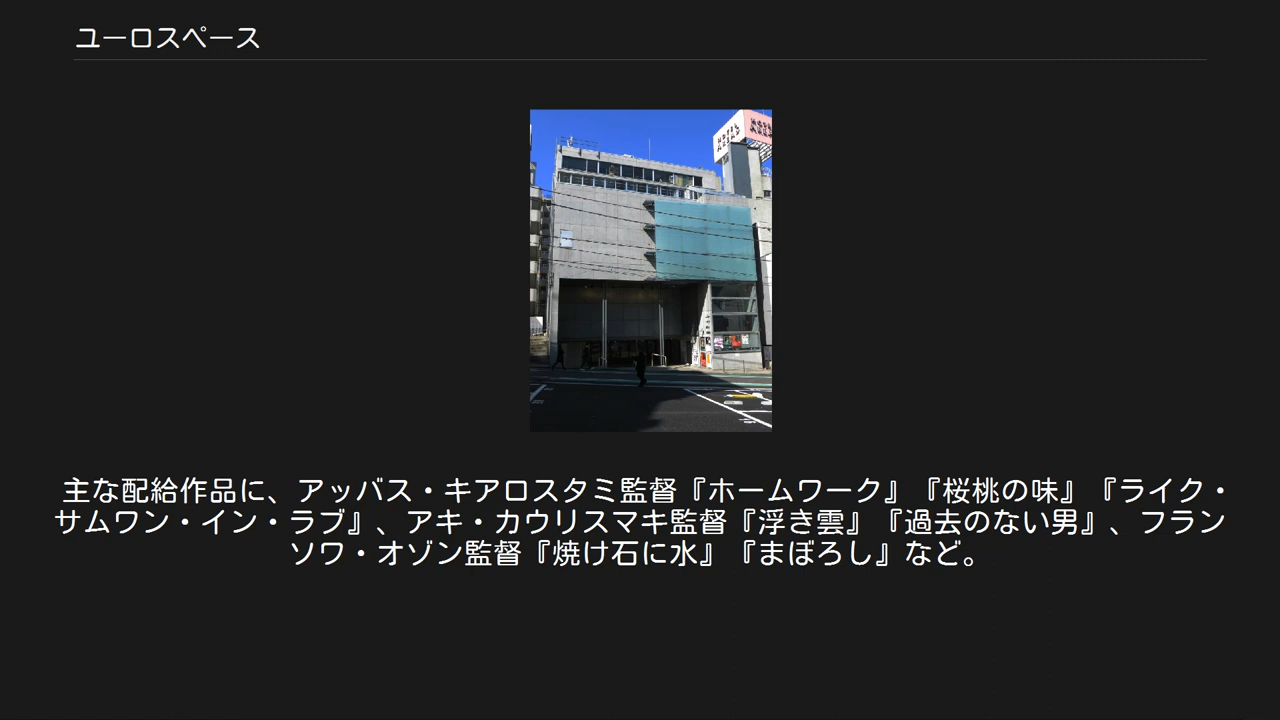 ユーロスペース
主な配給作品に、アッバス・キアロスタミ監督『ホームワーク』『桜桃の味』『ライク・
サムワン・イン・ラブ』、アキ・カウリスマキ監督『浮き雲』『過去のない男』、フラン
ソワ・オゾン監督『焼け石に水』『まぼろし』など。